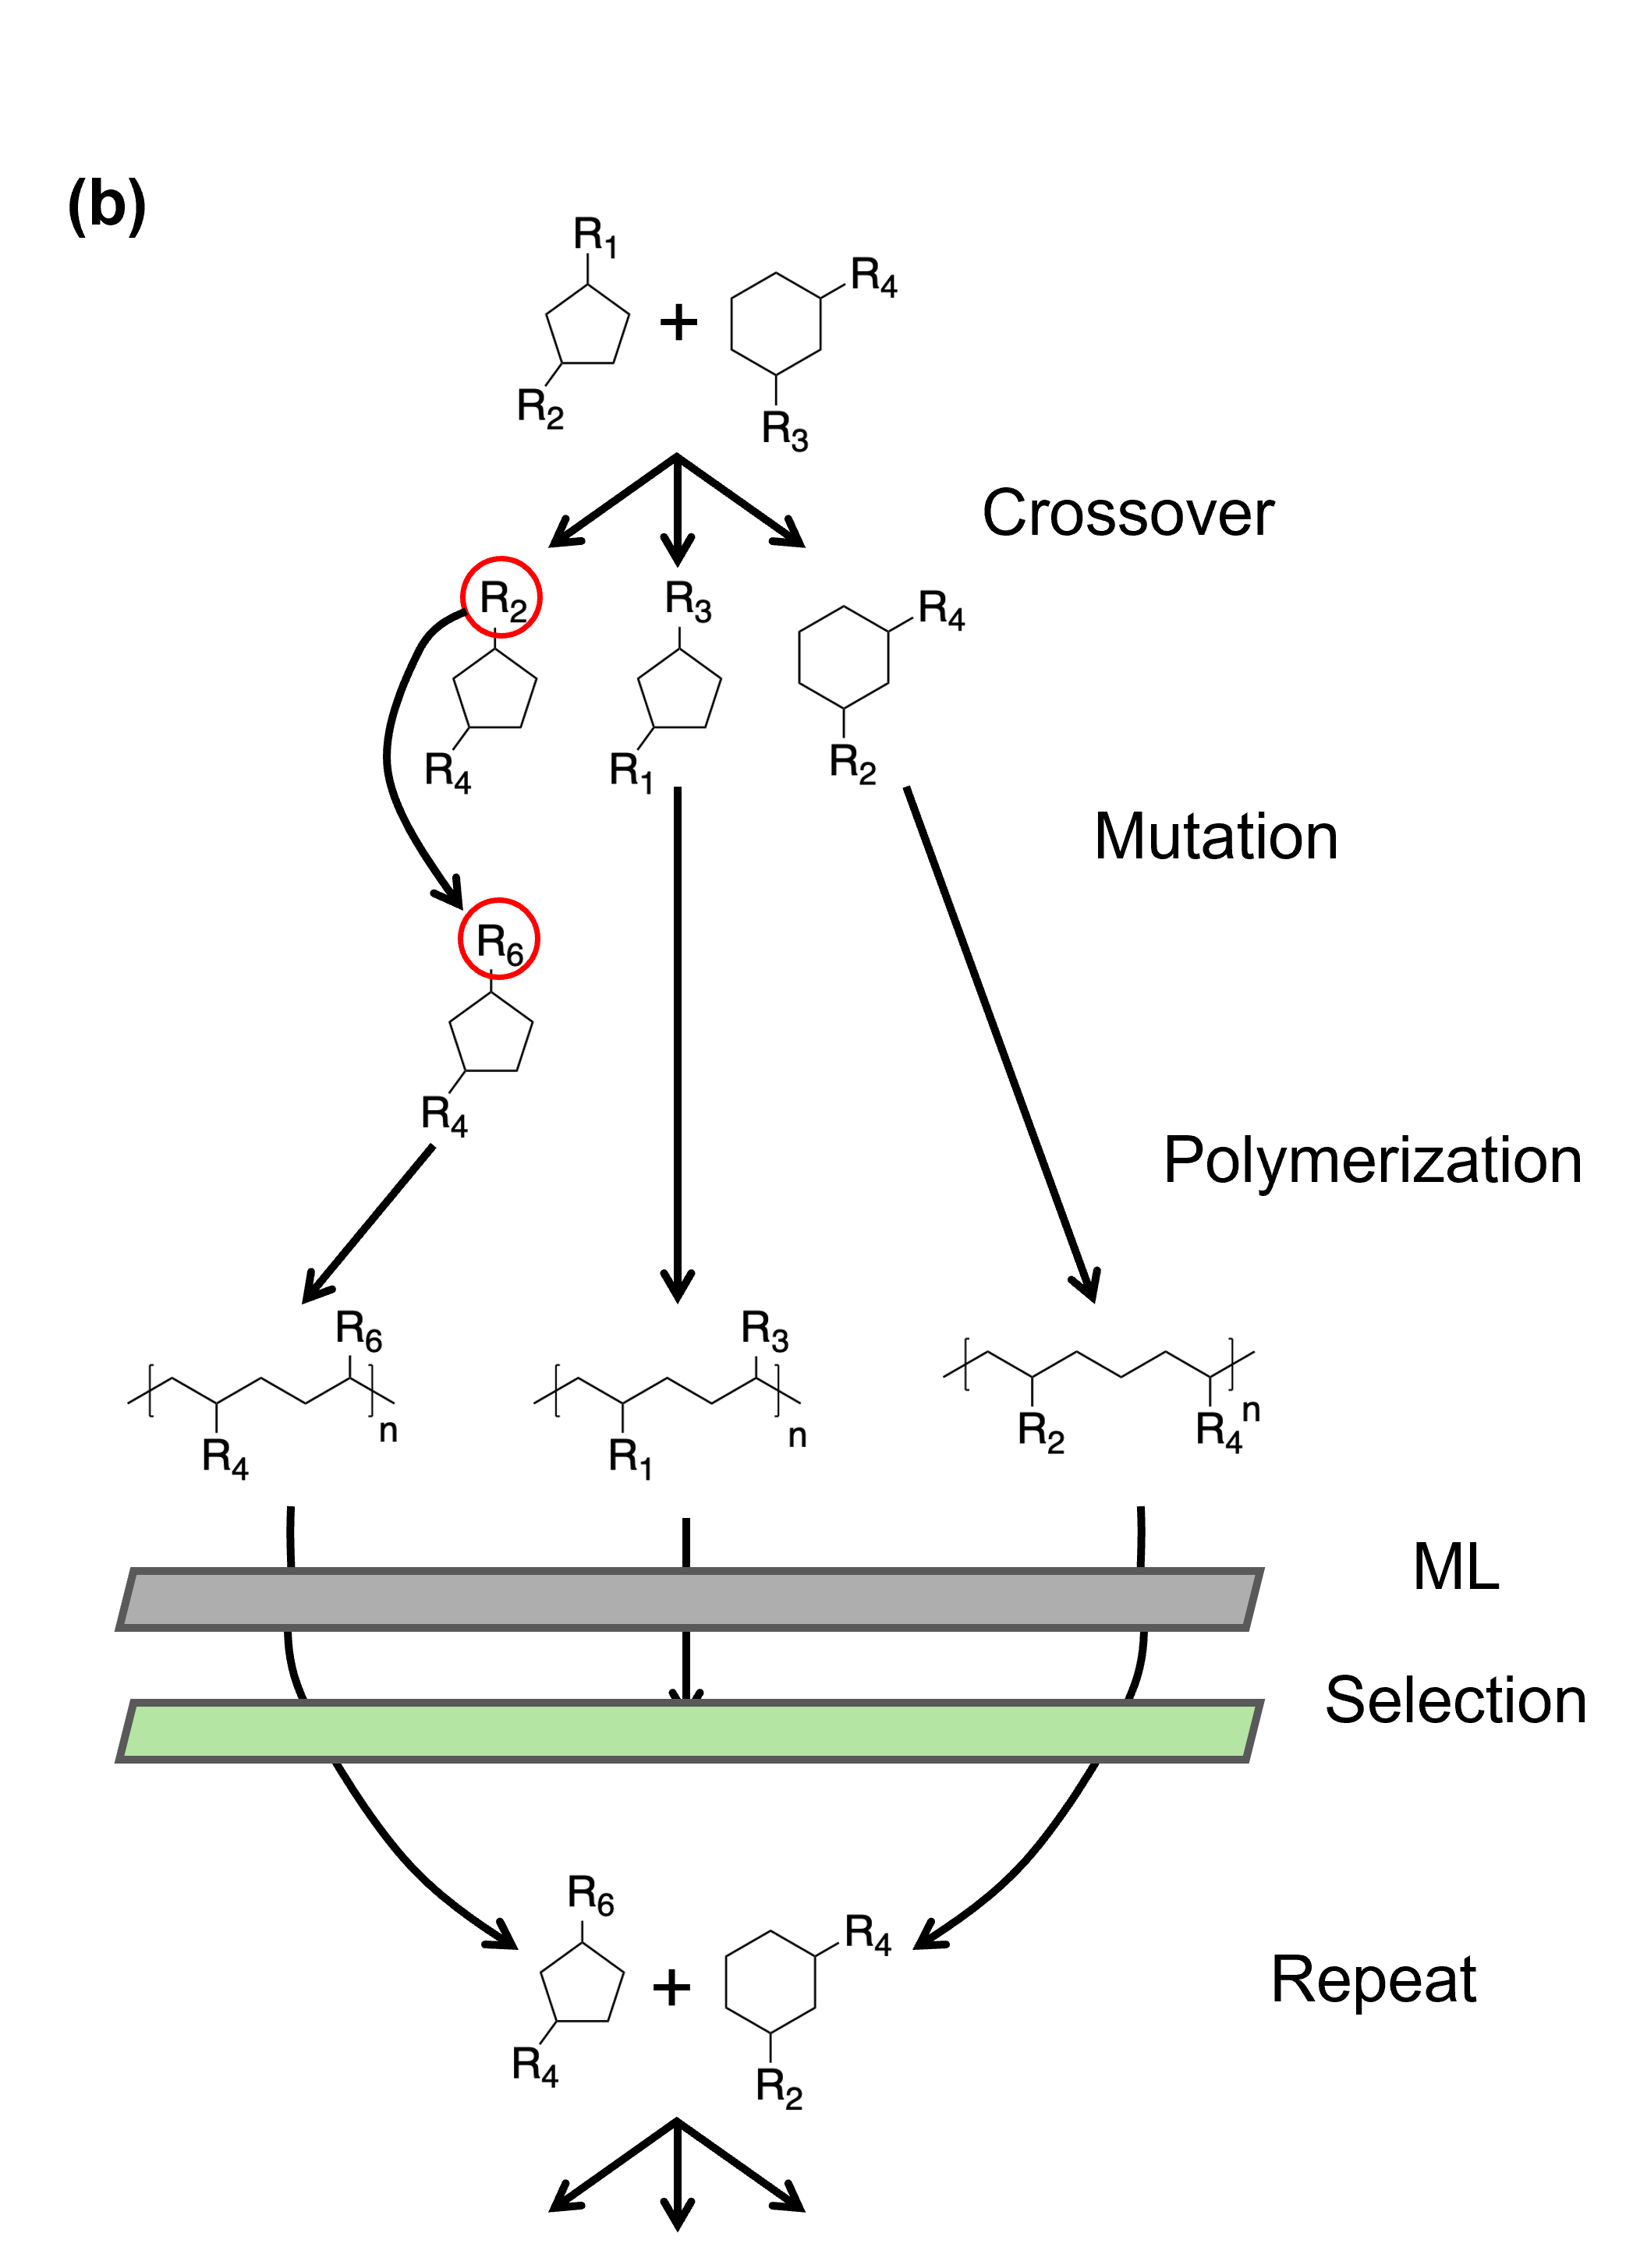 (b)
R1
R4
+
R2
R3
Crossover
R2
R3
R4
R4
R1
R2
Mutation
R6
R4
Polymerization
R6
R3
n
n
n
R4
R1
R2
R4
ML
Selection
R6
R4
+
Repeat
R4
R2